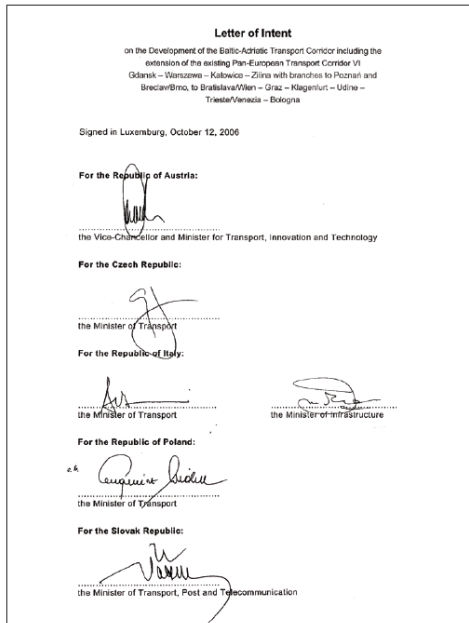 Letter of Intent
on the Development of the Baltic-Adriatic Transport Corridor including the
extension of the existing Pan-European Transport Corridor VI
Gdansk – Warszawa – Katowice – Zilina with branches to Poznań and
Breclav/Brno, to Bratislava/Wien – Graz – Klagenfurt – Udine –
Trieste/Venezia – Bologna
Signed in Luxemburg, October 12, 2006
For the Republic of Austria:
the Vice-Chancellor and Minister for Transport, Innovation and Technology
For the Czech Republic:
the Minister of Transport
For the Republic of Italy:
the Minister of Transport
the Minister of Infrastructure
For the Republic of Poland:
the Minister of Transport
For the Slovak Republic:
the Minister of Transport, Post and Telecommunication